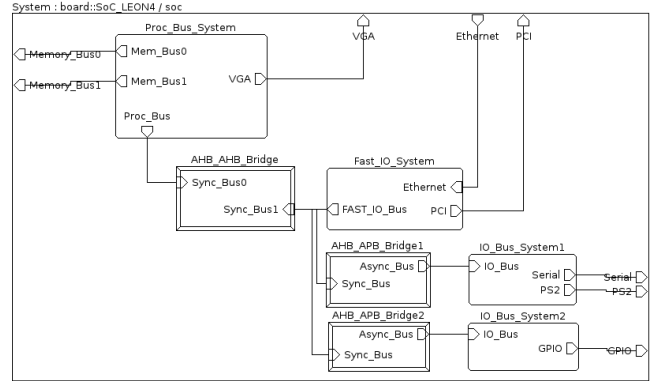 System : board::SoC_LEON4 / soc
Proc_Bus_System
VGA
Ethernet
PCI
Memory_Bus0
Mem_Bus0
Memory_Bus1
Mem_Bus1
VGA
Proc_Bus
AHB_AHB_Bridge
Fast_IO_System
Sync_Bus0
Ethernet
Sync_Bus1
FAST_IO_Bus
PCI
AHB_APB_Bridge1
IO_Bus_System1
Async_Bus
IO_Bus
Serial
Serial
Sync_Bus
PS2
PS2
AHB_APB_Bridge2
IO_Bus_System2
Async_Bus
IO_Bus
GPIO
GPIO
Sync_Bus